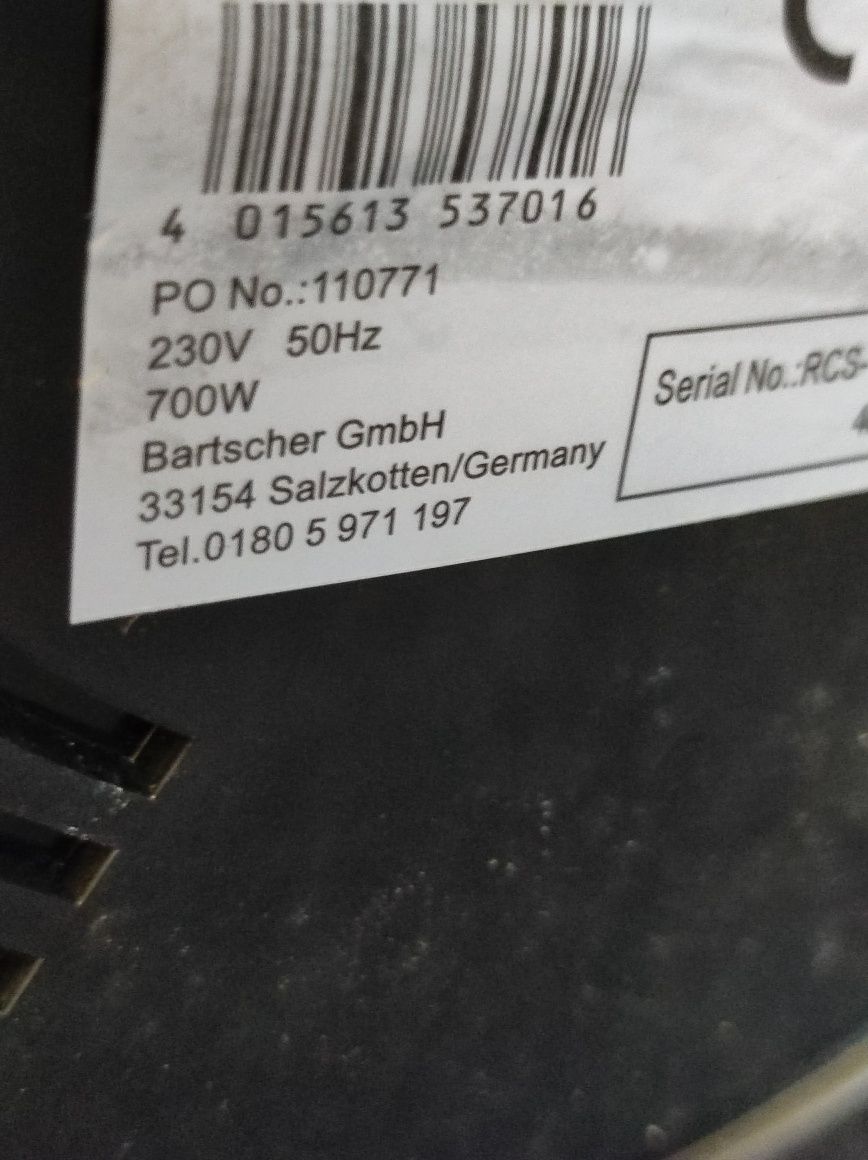 4 015613 537016
PO No.:110771
230V 50Hz
700W
Bartscher GmbH
33154 Salzkotten/Germany
Tel.0180 5 971 197
Serial No.:RCS-